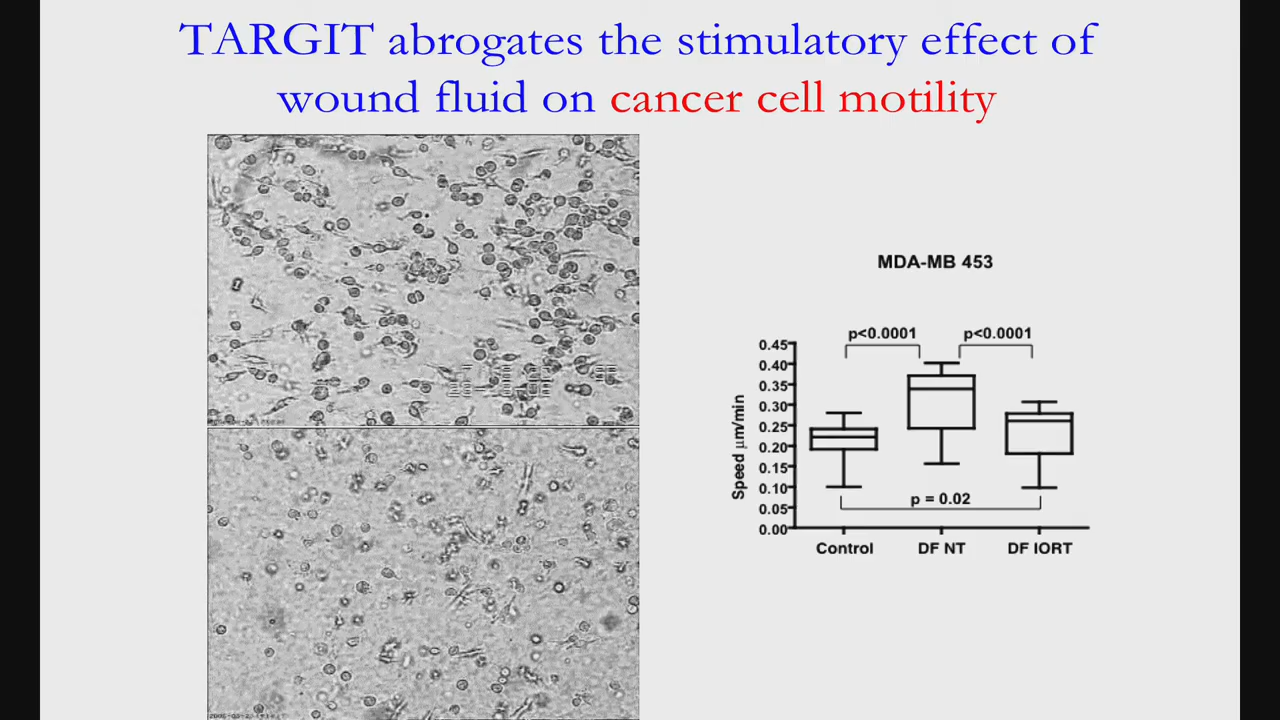 TARGIT abrogates the stimulatory effect of
wound fluid on cancer cell motility
MDA-MB 453
p<0.0001 p<0.0001
0.45
0.40
0.35
0.30
0.25
0.20
0.15
0.10
0.05
0.00
Speed µm/min
p = 0.02
Control DF NT DF IORT